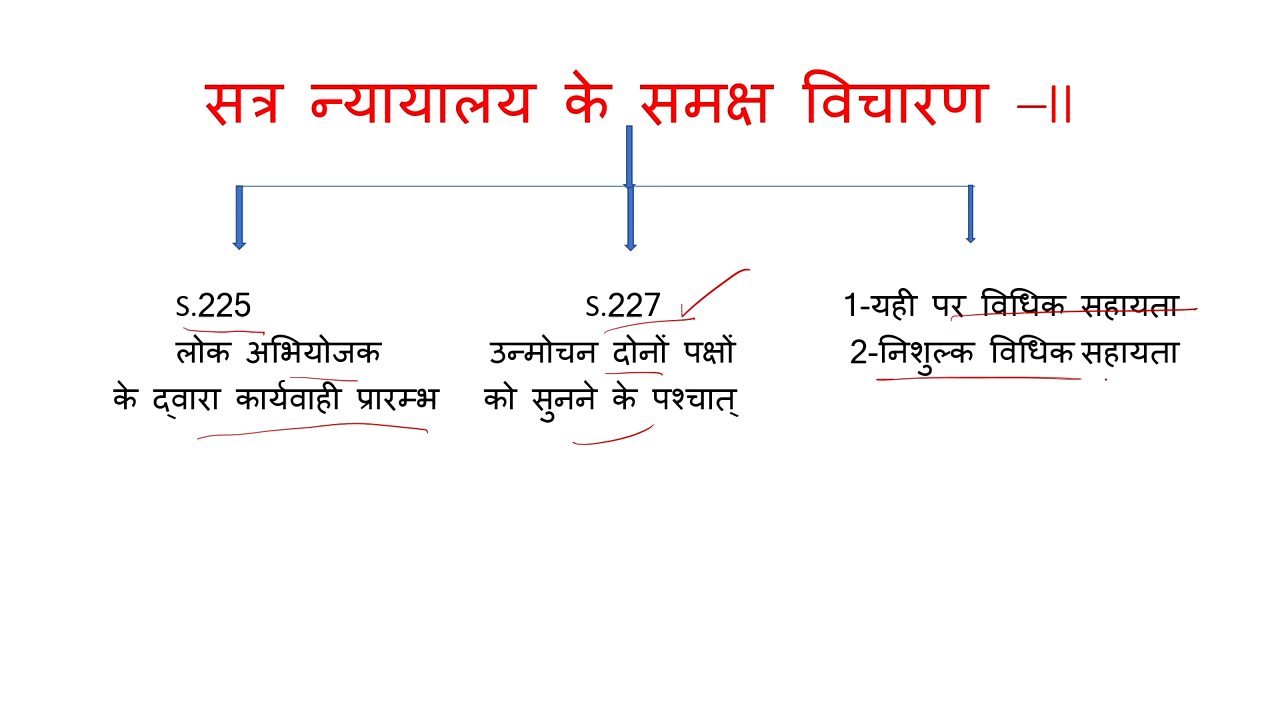 सत्र न्यायालय के समक्ष विचारण –II
S.225
लोक अभियोजक
के द्वारा कार्यवाही प्रारम्भ
S.227
उन्मोचन दोनों पक्षों
को सुनने के पश्चात्
1-यही पर विधिक सहायता
2-निशुल्क विधिक सहायता